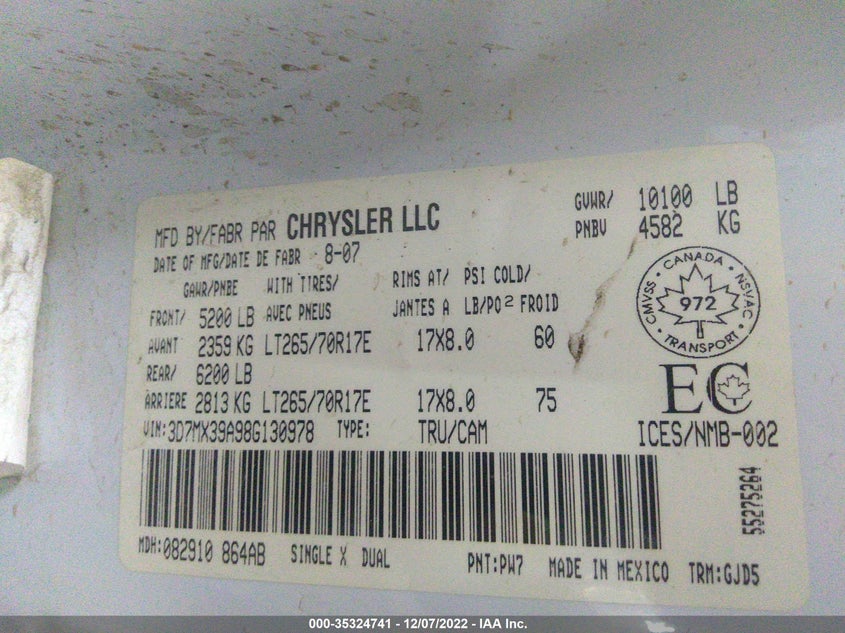 MFD BY/FABR PAR CHRYSLER LLC
GVWR/ 10100 LB
PNBV 4582 KG
DATE OF MFG/DATE DE FABR 8-07
GAWR/PNBE WITH TIRES/ RIMS AT/ PSI COLD/
FRONT/ 5200 LB AVEC PNEUS JANTES A LB/PO2 FROID
AVANT 2359 KG LT265/70R17E 17X8.0 60
REAR/ 6200 LB
ARRIERE 2813 KG LT265/70R17E 17X8.0 75
CANADA
CMVSS 972 NSVAC
TRANSPORT
EC
ICES/NMB-002
VIN:3D7MX39A98G130978 TYPE: TRU/CAM
55275264
MDH:082910 864AB SINGLE X DUAL PNT:PW7 MADE IN MEXICO TRM:GJD5
000-35324741 - 12/07/2022 - IAA Inc.